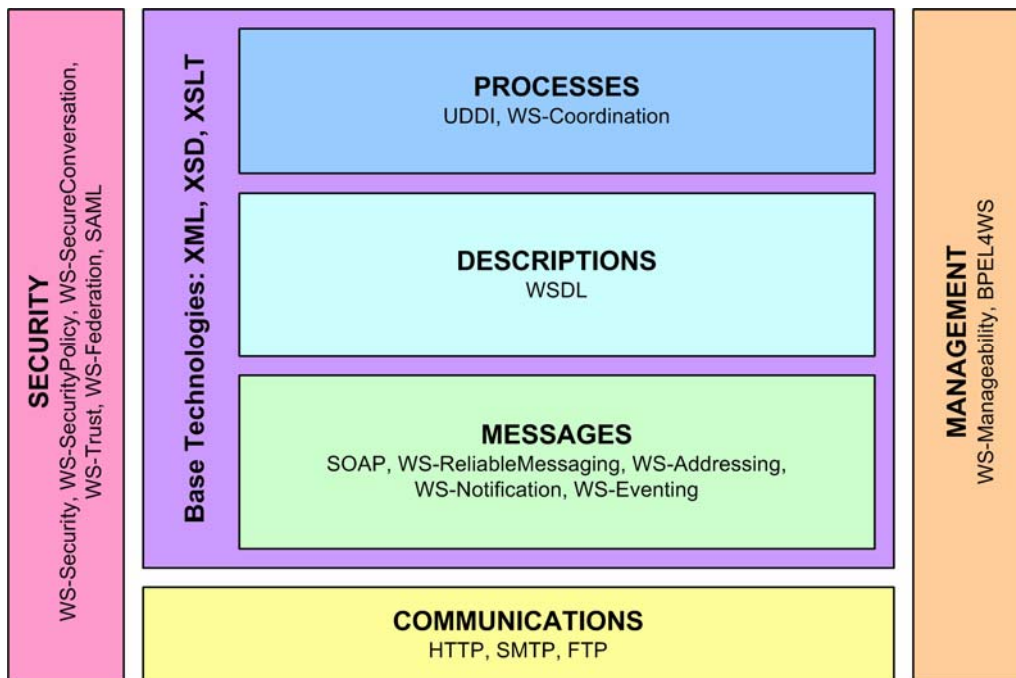 SECURITY
WS-Security, WS-SecurityPolicy, WS-SecureConversation,
WS-Trust, WS-Federation, SAML
Base Technologies: XML, XSD, XSLT
PROCESSES
UDDI, WS-Coordination
DESCRIPTIONS
WSDL
MESSAGES
SOAP, WS-ReliableMessaging, WS-Addressing,
WS-Notification, WS-Eventing
COMMUNICATIONS
HTTP, SMTP, FTP
MANAGEMENT
WS-Manageability, BPEL4WS